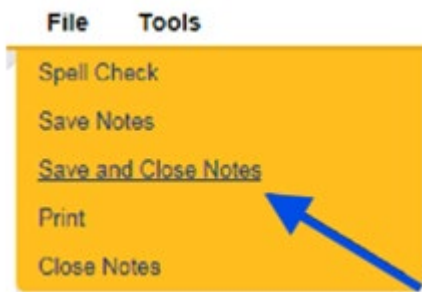 File Tools
Spell Check
Save Notes
Save and Close Notes
Print
Close Notes